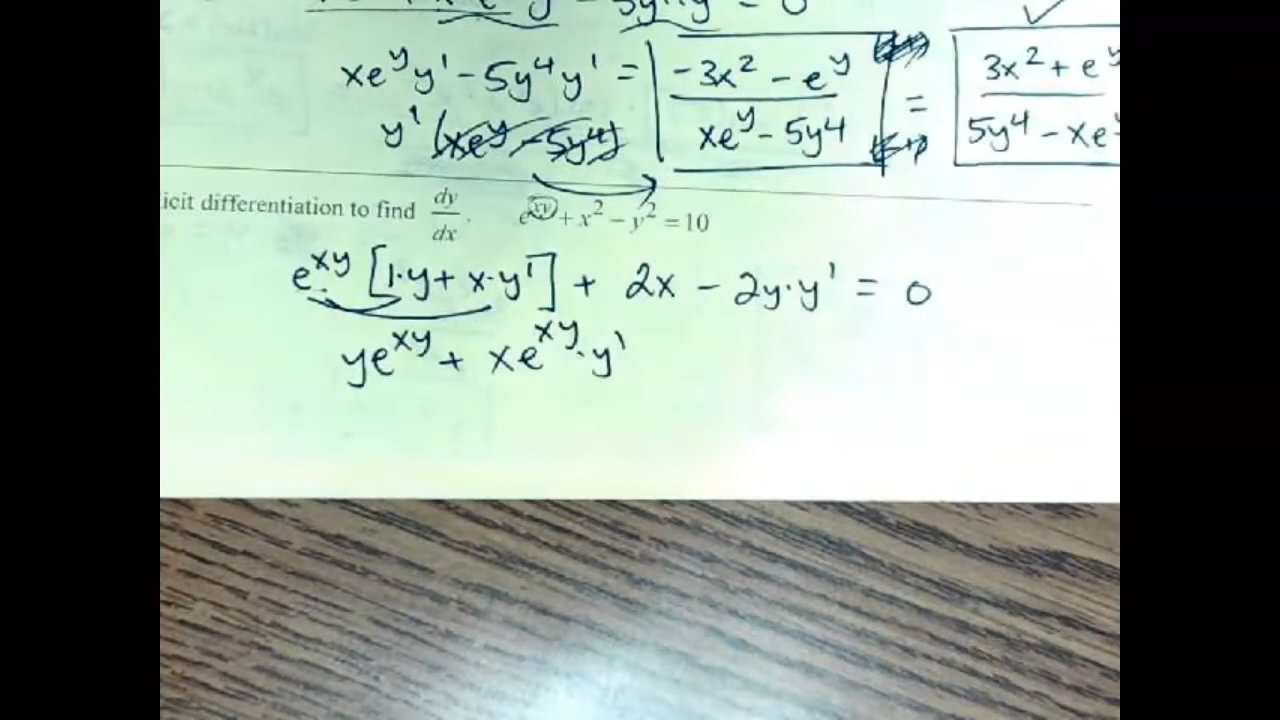 xe^y y' - 5y^4 y' = -3x^2 - e^y / xe^y - 5y^4 = 3x^2 + e^y / 5y^4 - xe^y
y' (xe^y - 5y^4)
icit differentiation to find dy/dx. e^{xy} + x^2 - y^2 = 10
e^{xy} [1·y + x·y'] + 2x - 2y·y' = 0
ye^{xy} + xe^{xy}·y'